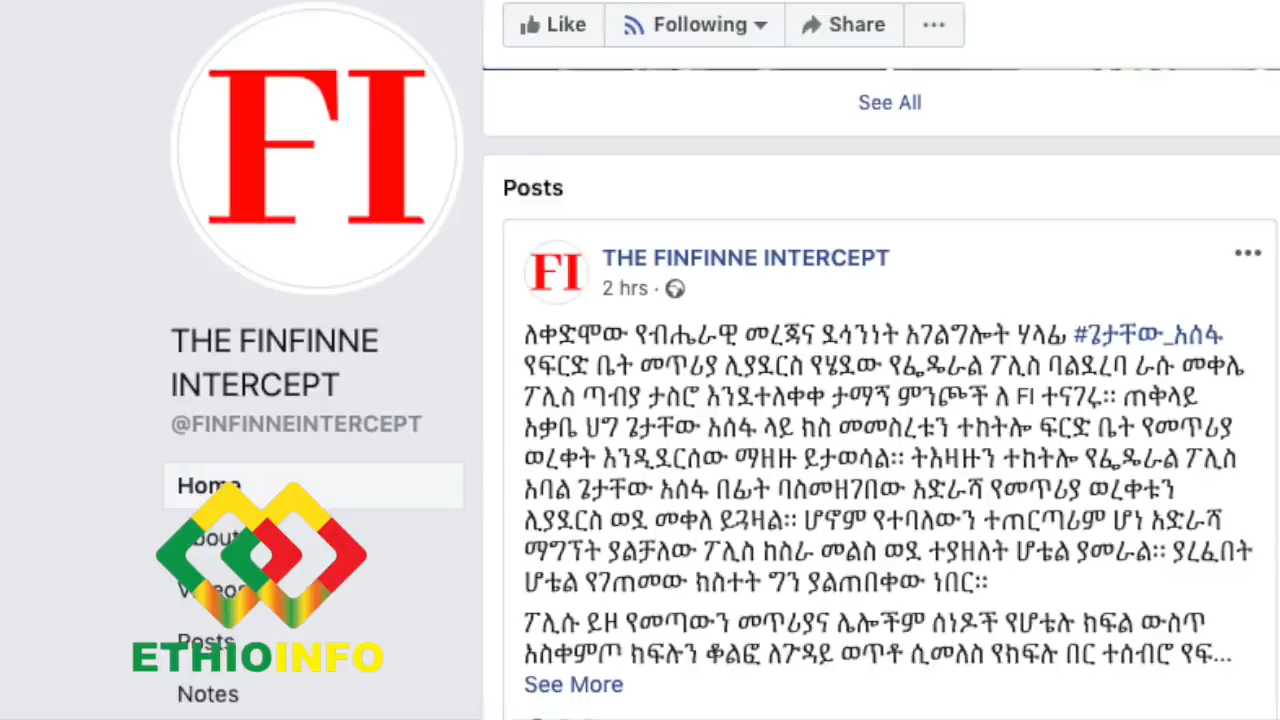 FI
THE FINFINNE
INTERCEPT
@FINFINNEINTERCEPT
Home
About
Videos
Posts
Notes
ETHIOINFO
Like
Following
Share
See All
Posts
FI
THE FINFINNE INTERCEPT
2 hrs ·
ለቀድሞው የብሔራዊ መረጃና ደኅንነት አገልግሎት ሃላፊ #ጌታቸው_አሰፋ
የፍርድ ቤት መጥሪያ ሊያደርስ የሄደው የፌዴራል ፖሊስ ባልደረባ ራሱ መቀሌ
ፖሊስ ጣብያ ታስሮ እንደተለቀቀ ታማኝ ምንጮች ለ FI ተናገሩ። ጠቅላይ
አቃቤ ህግ ጌታቸው አሰፋ ላይ ክስ መመስረቱን ተከትሎ ፍርድ ቤት የመጥሪያ
ወረቀት እንዲደርሰው ማዘዙ ይታወሳል። ትእዛዙን ተከትሎ የፌዴራል ፖሊስ
አባል ጌታቸው አሰፋ በፊት ባስመዘገበው አድራሻ የመጥሪያ ወረቀቱን
ሊያደርስ ወደ መቀለ ይጓዛል። ሆኖም የተባለውን ተጠርጣሪም ሆነ አድራሻ
ማግኘት ያልቻለው ፖሊስ ከስራ መልስ ወደ ተያዘለት ሆቴል ያመራል። ያረፈበት
ሆቴል የገጠመው ክስተት ግን ያልጠበቀው ነበር።
ፖሊሱ ይዞ የመጣውን መጥሪያና ሌሎችም ሰነዶች የሆቴሉ ክፍል ውስጥ
አስቀምጦ ክፍሉን ቆልፎ ለጉዳይ ወጥቶ ሲመለስ የክፍሉ በር ተሰብሮ የፍ...
See More